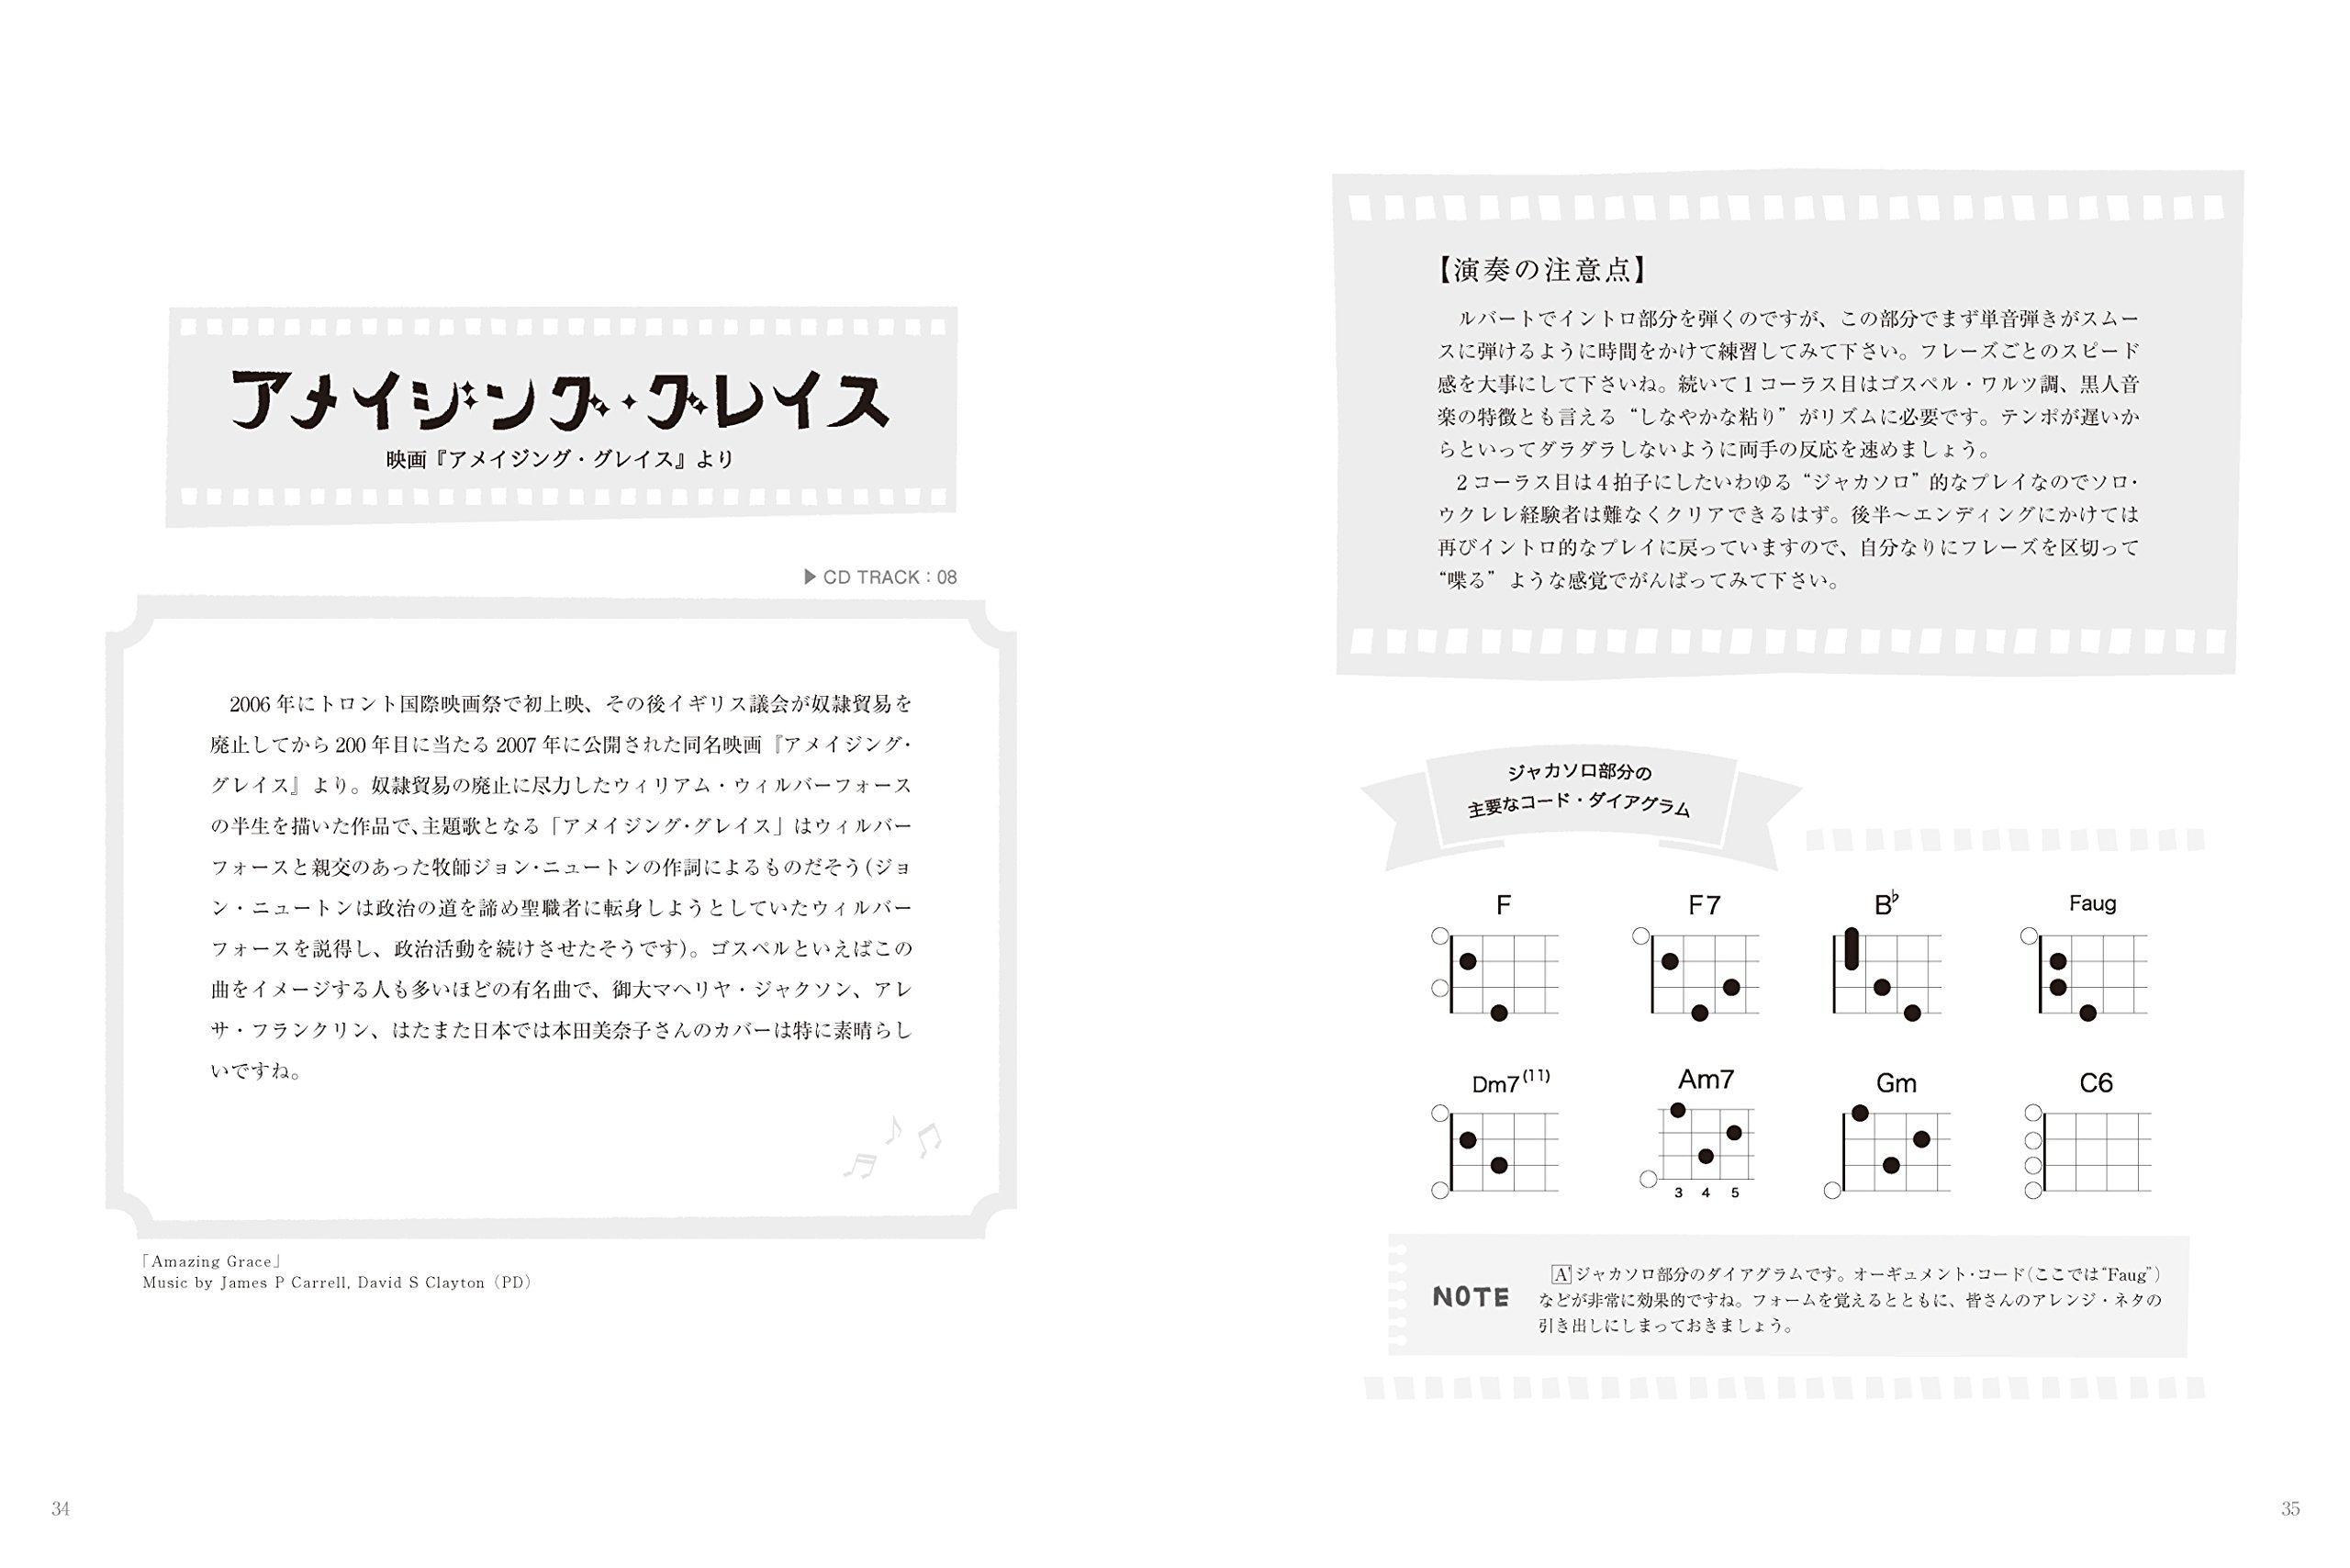 アメイジング・グレイス
映画『アメイジング・グレイス』より
▶ CD TRACK：08
2006 年にトロント国際映画祭で初上映、その後イギリス議会が奴隷貿易を
廃止してから 200 年目に当たる 2007 年に公開された同名映画『アメイジング・
グレイス』より。奴隷貿易の廃止に尽力したウィリアム・ウィルバーフォース
の半生を描いた作品で、主題歌となる「アメイジング・グレイス」はウィルバー
フォースと親交のあった牧師ジョン・ニュートンの作詞によるものだそう（ジョ
ン・ニュートンは政治の道を諦め聖職者に転身しようとしていたウィルバー
フォースを説得し、政治活動を続けさせたそうです）。ゴスペルといえばこの
曲をイメージする人も多いほどの有名曲で、御大マヘリヤ・ジャクソン、アレ
サ・フランクリン、はたまた日本では本田美奈子さんのカバーは特に素晴らし
いですね。
「Amazing Grace」
Music by James P Carrell, David S Clayton（PD）
34
【演奏の注意点】
ルバートでイントロ部分を弾くのですが、この部分でまず単音弾きがスムー
スに弾けるように時間をかけて練習してみて下さい。フレーズごとのスピード
感を大事にして下さいね。続いて 1 コーラス目はゴスペル・ワルツ調、黒人音
楽の特徴とも言える“しなやかな粘り”がリズムに必要です。テンポが遅いか
らといってダラダラしないように両手の反応を速めましょう。
2 コーラス目は 4 拍子にしたいわゆる“ジャカソロ”的なプレイなのでソロ・
ウクレレ経験者は難なくクリアできるはず。後半～エンディングにかけては
再びイントロ的なプレイに戻っていますので、自分なりにフレーズを区切って
“喋る”ような感覚でがんばってみて下さい。
ジャカソロ部分の
主要なコード・ダイアグラム
F F7 B♭ Faug
Dm7(11) Am7 Gm C6
3 4 5
NOTE
A' ジャカソロ部分のダイアグラムです。オーギュメント・コード（ここでは“Faug”）
などが非常に効果的ですね。フォームを覚えるとともに、皆さんのアレンジ・ネタの
引き出しにしまっておきましょう。
35